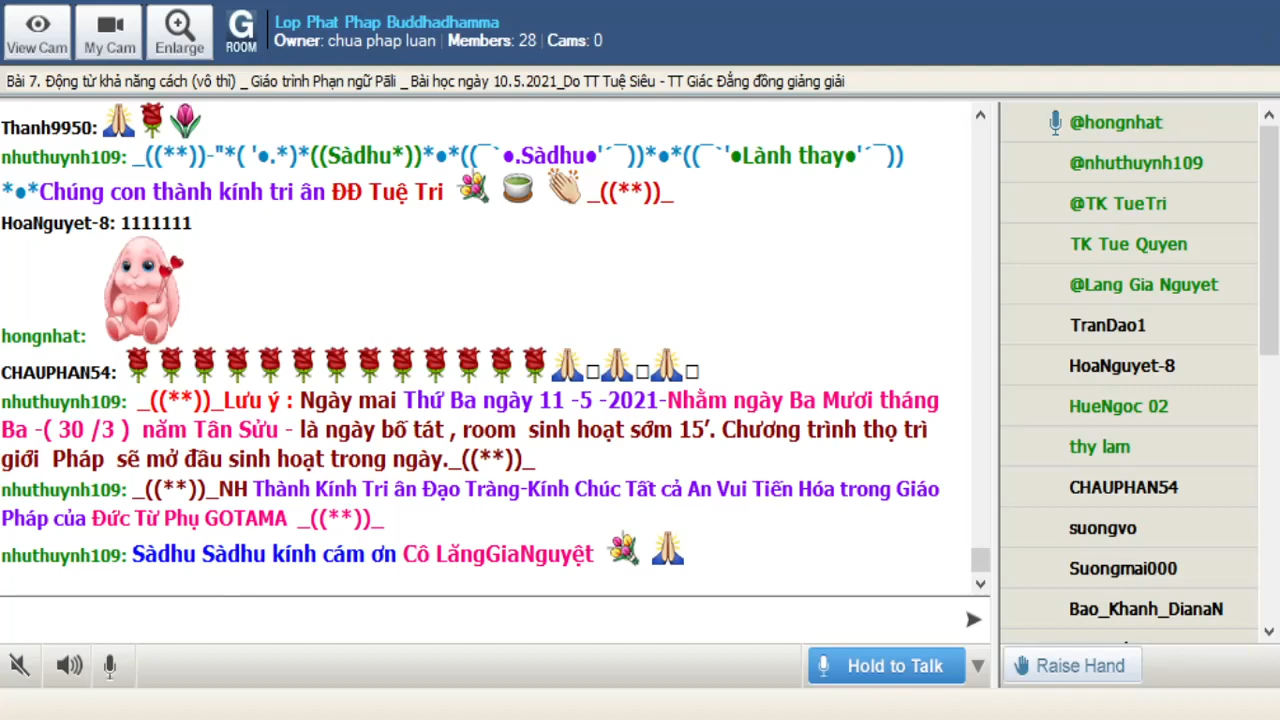 View Cam
My Cam
Enlarge
G
ROOM
Lop Phat Phap Buddhadhamma
Owner: chua phap luan | Members: 28 | Cams: 0
Bài 7. Động từ khả năng cách (vô thì) _ Giáo trình Phạn ngữ Pāli _ Bài học ngày 10.5.2021_Do TT Tuệ Siêu - TT Giác Đẳng đồng giảng giải
Thanh9950:
nhuthuynh109: _((**))-"*( '●.*)*((Sàdhu*))*●*((¯`●.Sàdhu●'´¯))*●*((¯`'●Lành thay●'´¯))
*●*Chúng con thành kính tri ân ĐĐ Tuệ Tri _((**))_
HoaNguyet-8: 1111111
hongnhat:
CHAUPHAN54:
nhuthuynh109: _((**))_Lưu ý : Ngày mai Thứ Ba ngày 11 -5 -2021-Nhằm ngày Ba Mươi tháng
Ba -( 30 /3 ) năm Tân Sửu - là ngày bố tát , room sinh hoạt sớm 15’. Chương trình thọ trì
giới Pháp sẽ mở đầu sinh hoạt trong ngày._((**))_
nhuthuynh109: _((**))_NH Thành Kính Tri ân Đạo Tràng-Kính Chúc Tất cả An Vui Tiến Hóa trong Giáo
Pháp của Đức Từ Phụ GOTAMA _((**))_
nhuthuynh109: Sàdhu Sàdhu kính cám ơn Cô LăngGiaNguyệt
Hold to Talk
@hongnhat
@nhuthuynh109
@TK TueTri
TK Tue Quyen
@Lang Gia Nguyet
TranDao1
HoaNguyet-8
HueNgoc 02
thy lam
CHAUPHAN54
suongvo
Suongmai000
Bao_Khanh_DianaN
Raise Hand